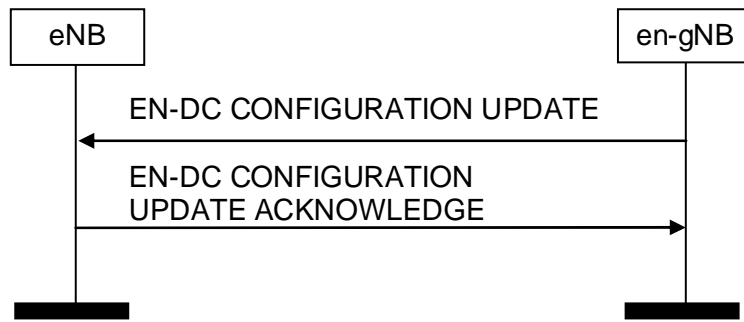 eNB
en-gNB
EN-DC CONFIGURATION UPDATE
EN-DC CONFIGURATION
UPDATE ACKNOWLEDGE